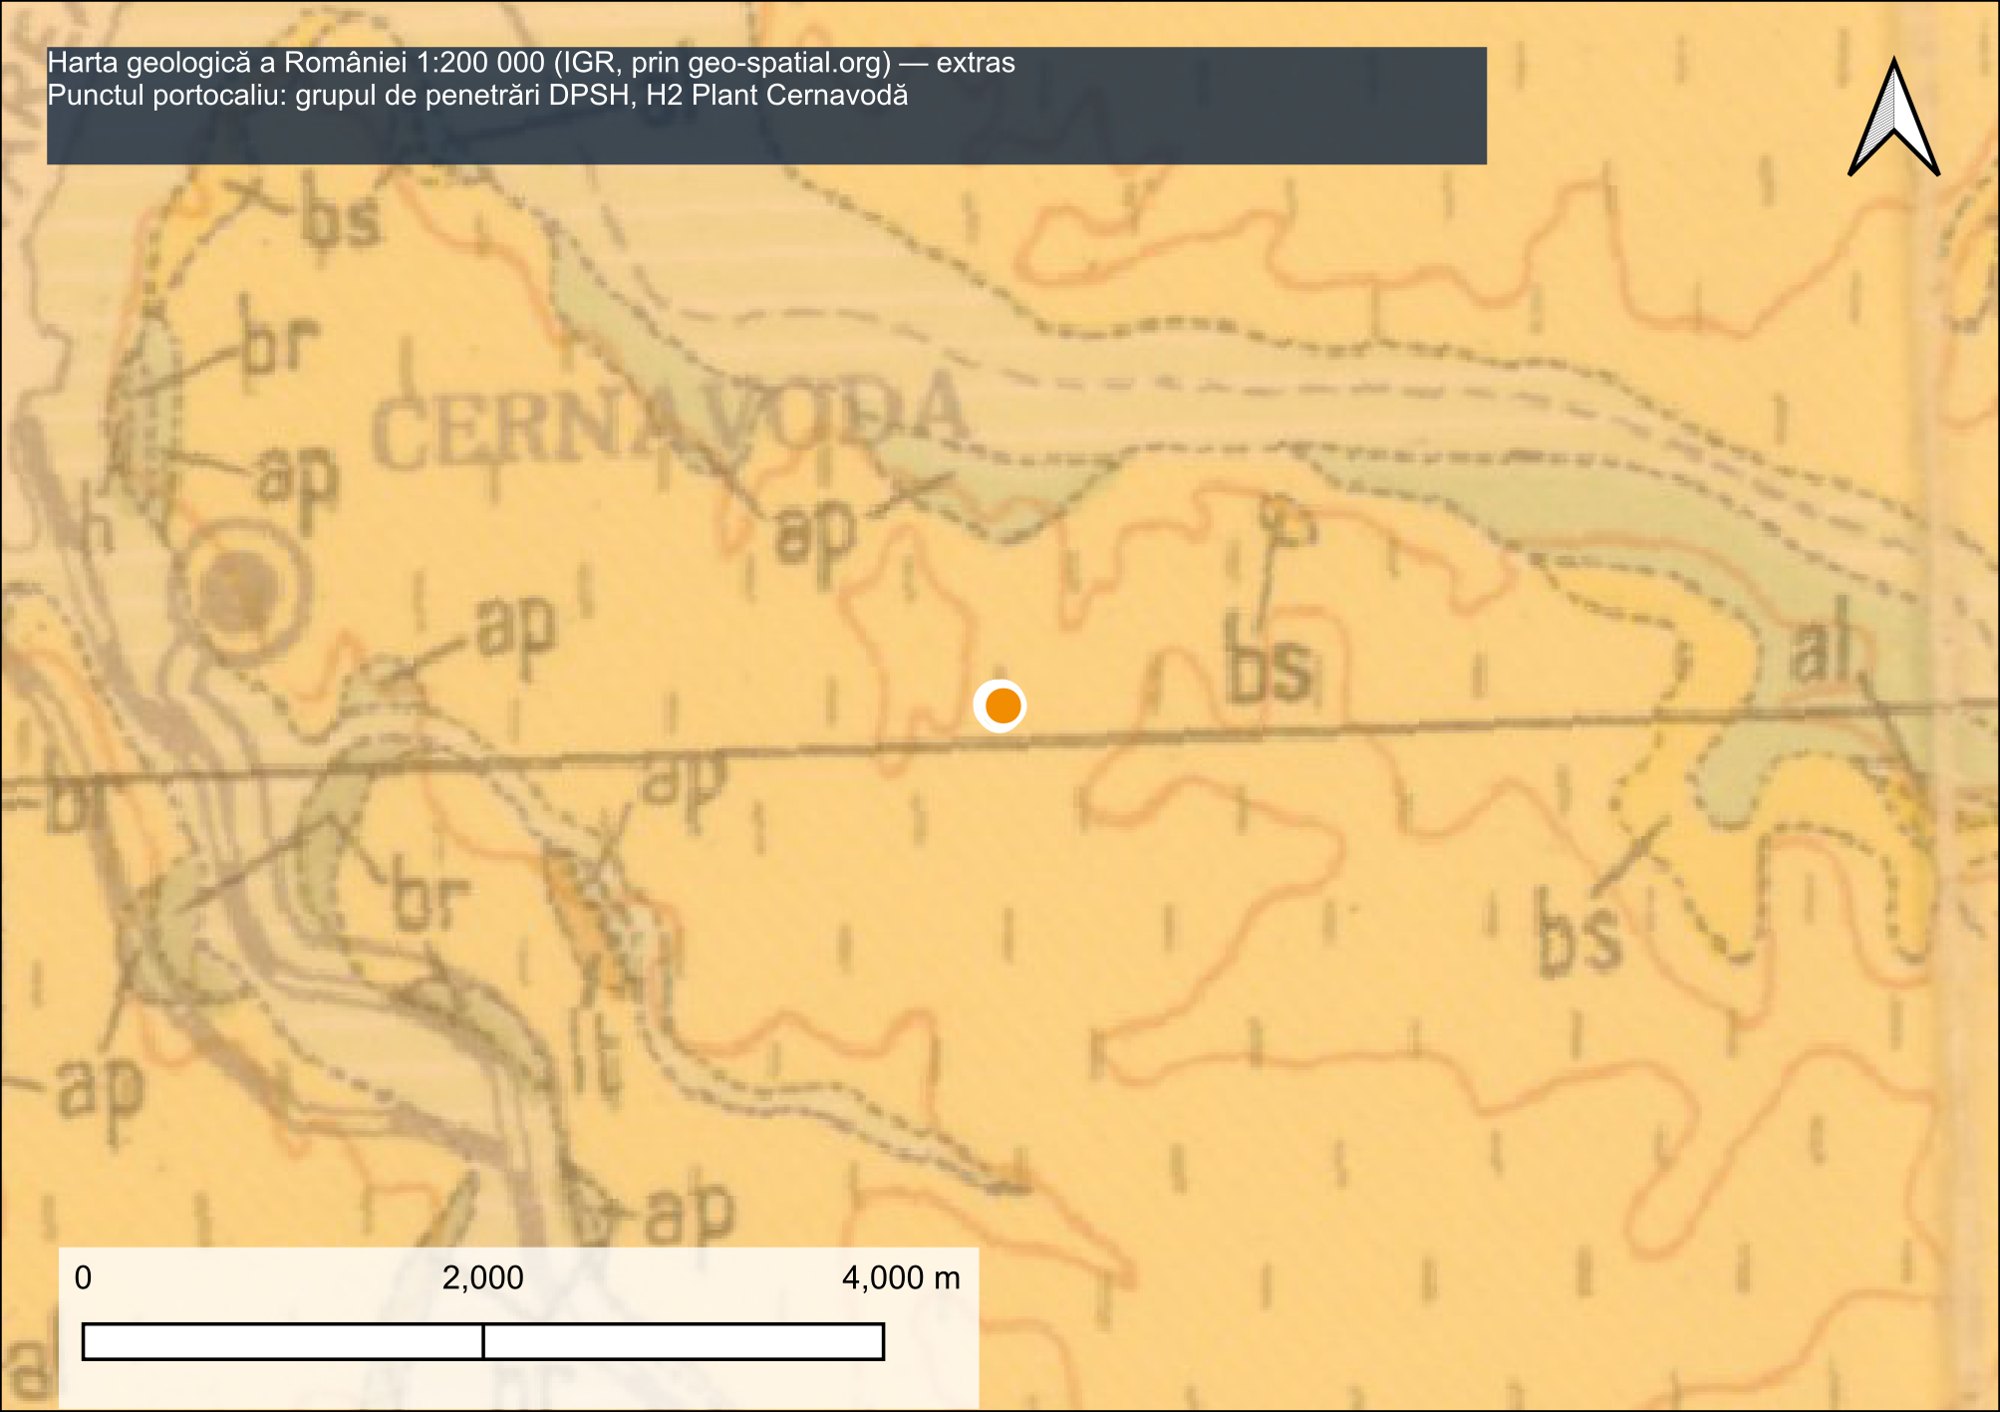 Harta geologică a României 1:200 000 (IGR, prin geo-spatial.org) — extras
Punctul portocaliu: grupul de penetrări DPSH, H2 Plant Cernavodă
bs
br
CERNAVODĂ
ap
ap
h
ap
bs
al
ap
br
br
bs
it
ap
ap
0 2,000 4,000 m